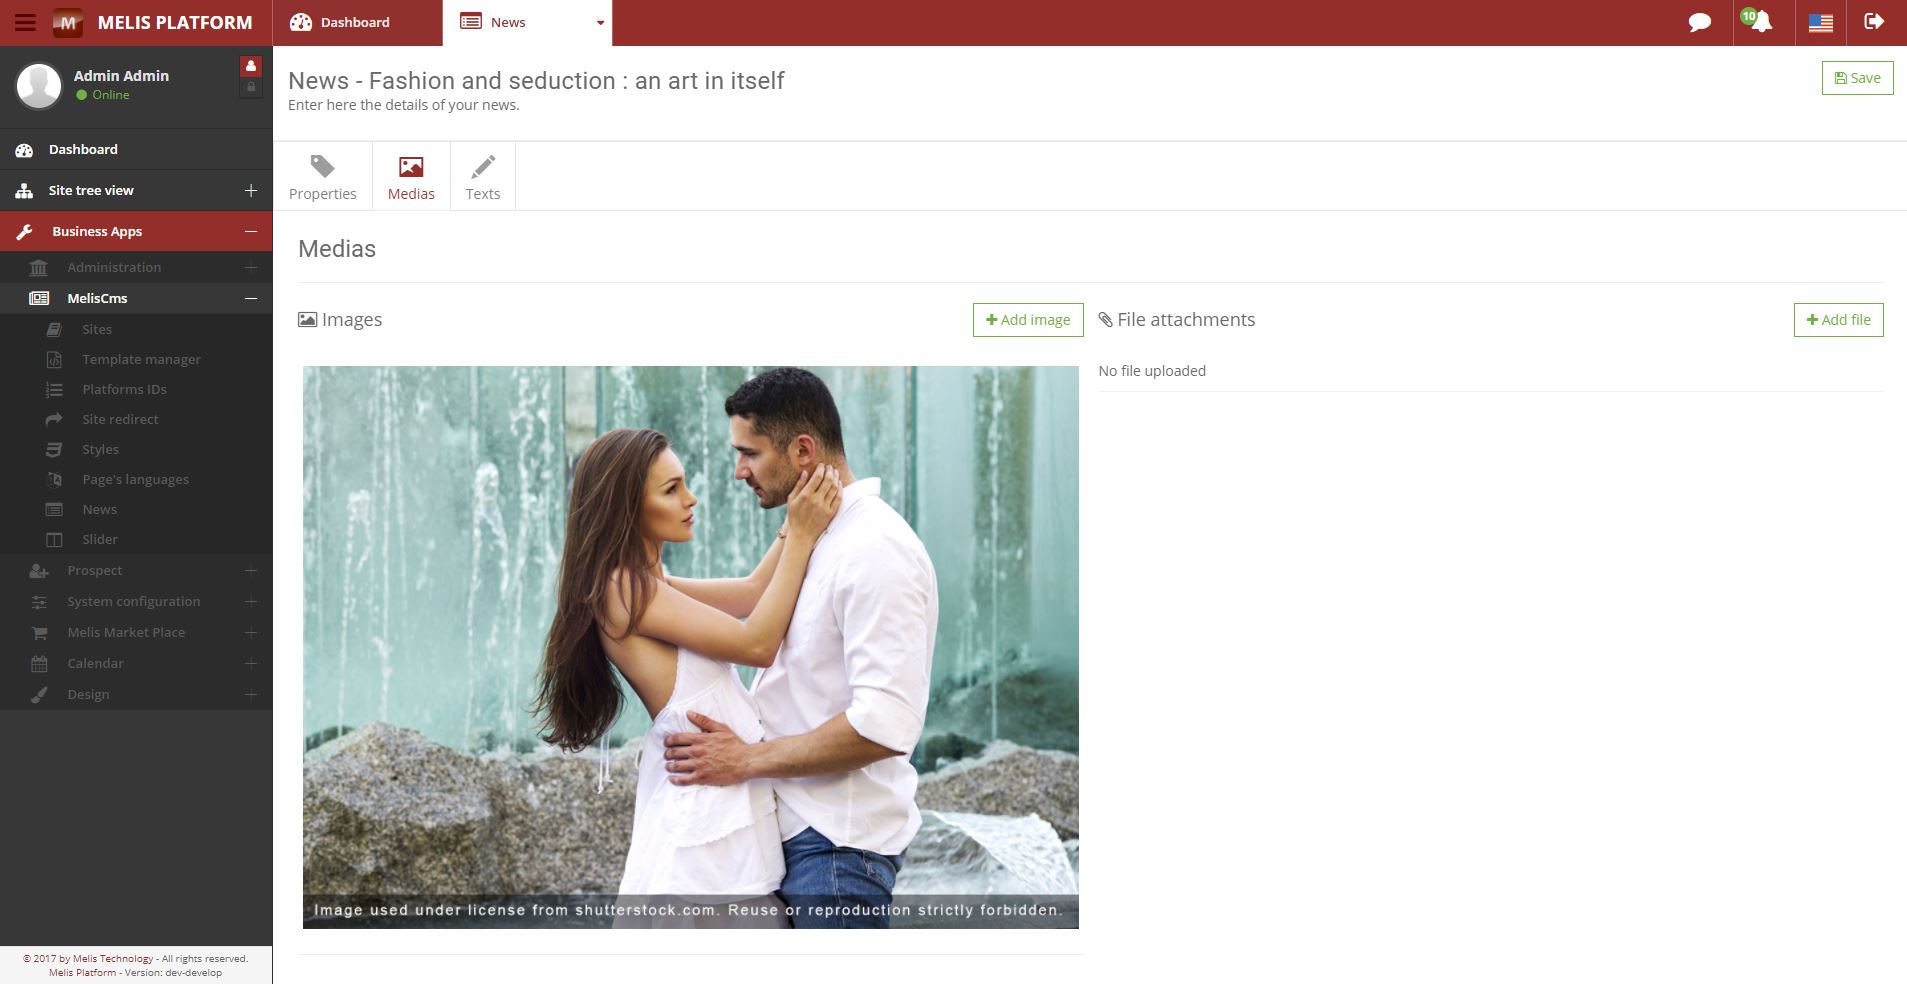 MELIS PLATFORM
Dashboard
News
10
Admin Admin
Online
Dashboard
Site tree view
Business Apps
Administration
MelisCms
Sites
Template manager
Platforms IDs
Site redirect
Styles
Page's languages
News
Slider
Prospect
System configuration
Melis Market Place
Calendar
Design
© 2017 by Melis Technology - All rights reserved.
Melis Platform - Version: dev-develop
News - Fashion and seduction : an art in itself
Enter here the details of your news.
Save
Properties
Medias
Texts
Medias
Images
Add image
File attachments
Add file
No file uploaded
Image used under license from shutterstock.com. Reuse or reproduction strictly forbidden.